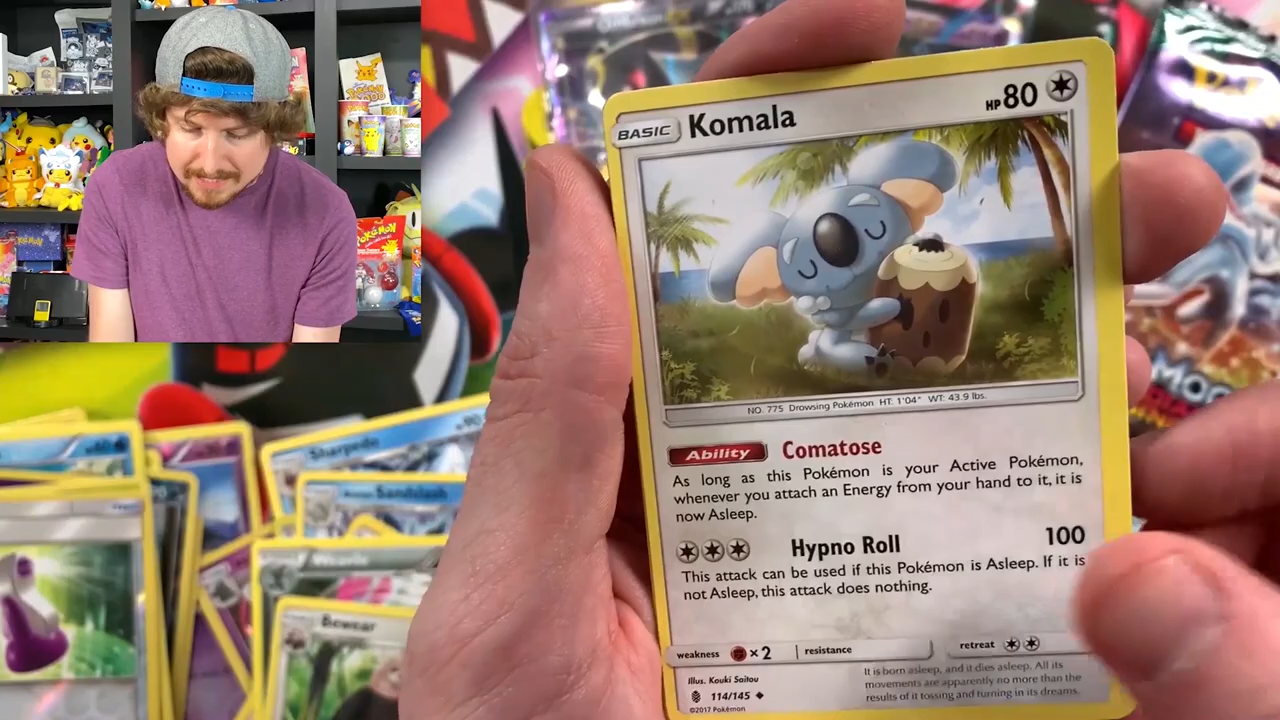 BASIC Komala HP 80
NO. 775 Drowsing Pokémon. HT: 1'04" WT: 43.9 lbs.
Ability Comatose
As long as this Pokémon is your Active Pokémon,
whenever you attach an Energy from your hand to it, it is
now Asleep.
Hypno Roll 100
This attack can be used if this Pokémon is Asleep. If it is
not Asleep, this attack does nothing.
weakness ×2 resistance retreat
Illus. Kouki Saitou
114/145
©2017 Pokémon
It is born asleep, and it dies asleep. All its
movements are apparently no more than the
results of it tossing and turning in its dreams.
Sharpedo
Sandslash
Bewear
POKÉMON